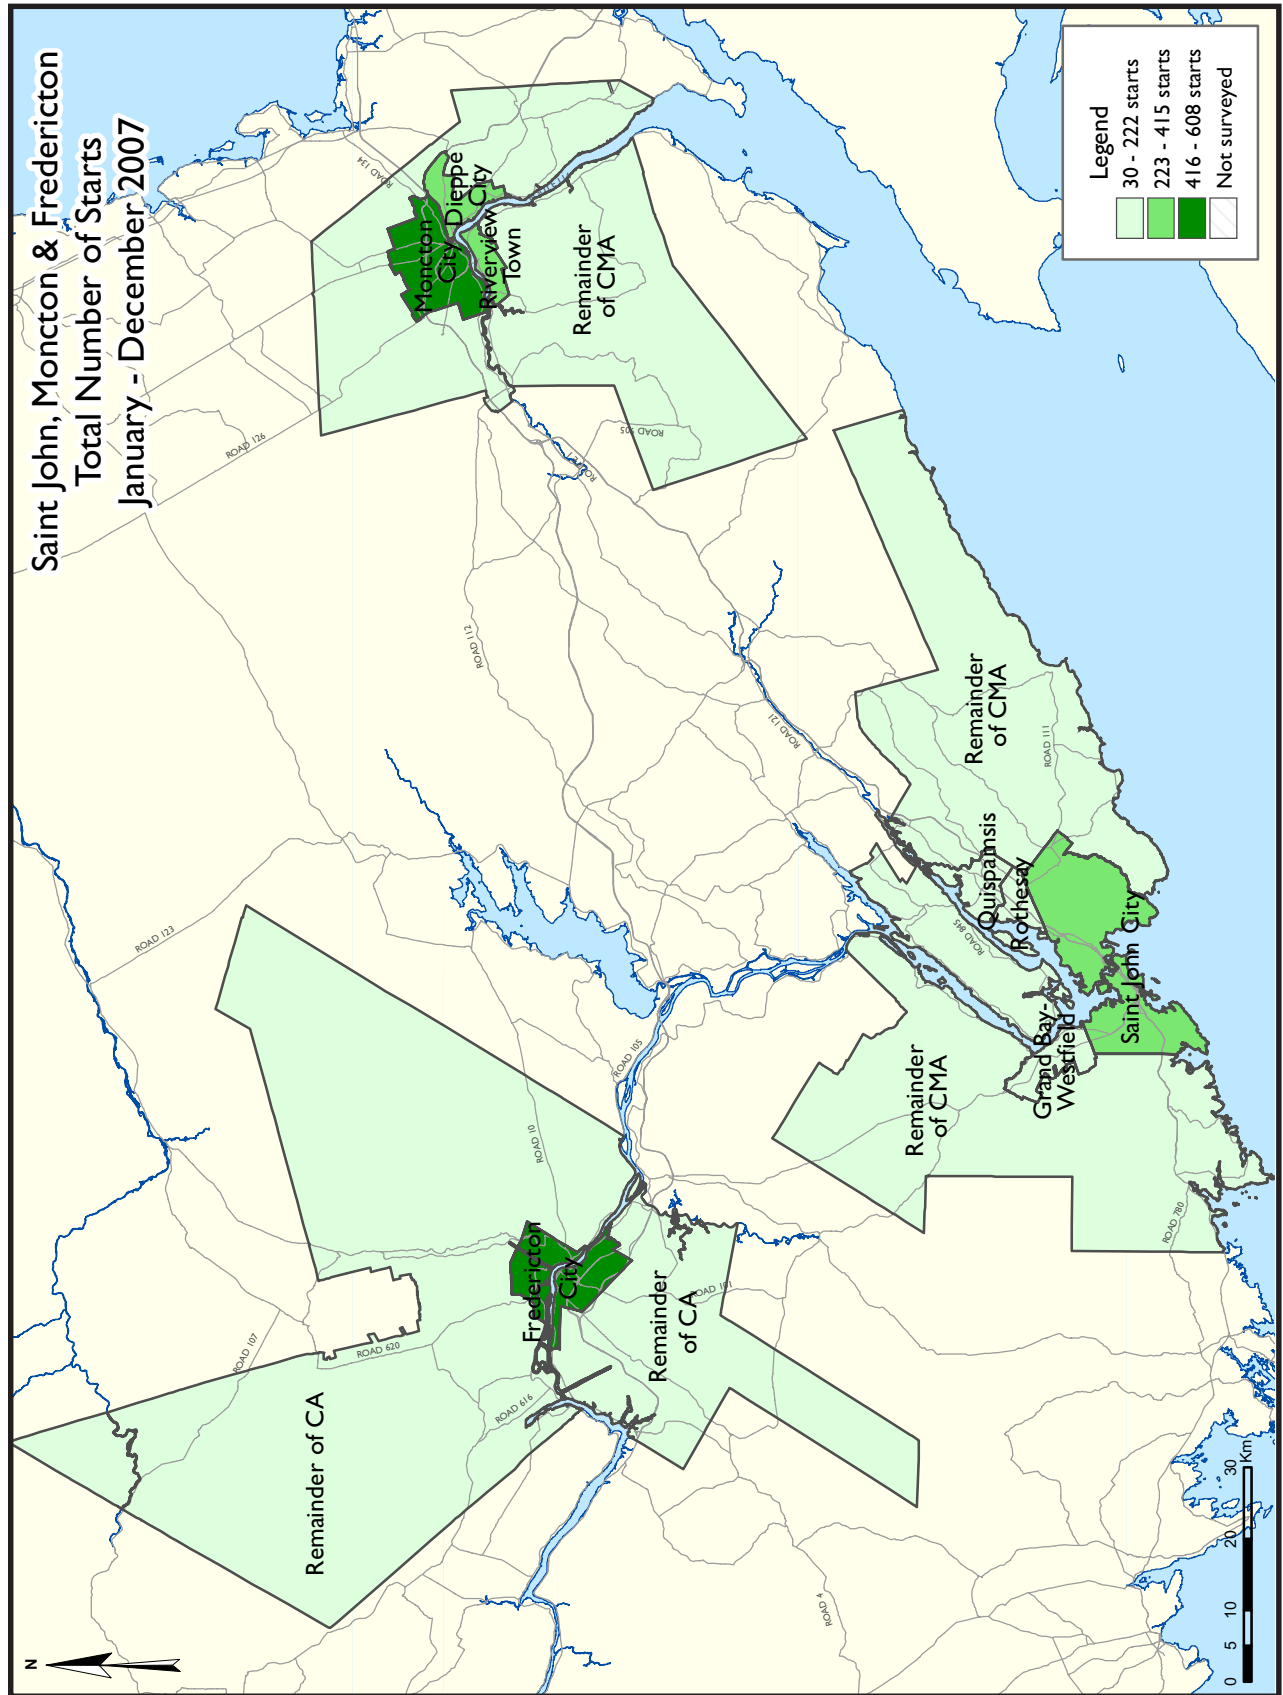 Saint John, Moncton & Fredericton
Total Number of Starts
January - December 2007
N
ROAD 126
ROAD 134
Moncton
City
Dieppe
City
Riverview
Town
Remainder
of CMA
ROAD 905
ROAD 112
ROAD 123
ROAD 107
ROAD 620
ROAD 10
ROAD 105
ROAD 121
Remainder of CA
ROAD 616
Fredericton
City
Remainder
of CA
ROAD 101
ROAD 4
Remainder
of CMA
ROAD 111
Quispamsis
Rothesay
ROAD 845
Remainder
of CMA
Grand Bay-
Westfield
Saint John City
ROAD 780
Legend
30 - 222 starts
223 - 415 starts
416 - 608 starts
Not surveyed
0 5 10 20 30
Km